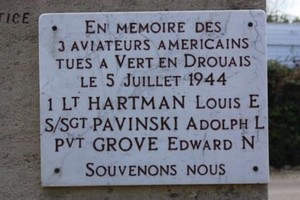 TICE
En memoire des
3 aviateurs americains
tues a Vert en Drouais
le 5 Juillet 1944
1 Lt HARTMAN Louis E
S/Sgt PAVINSKI Adolph L
Pvt GROVE Edward N
Souvenons nous